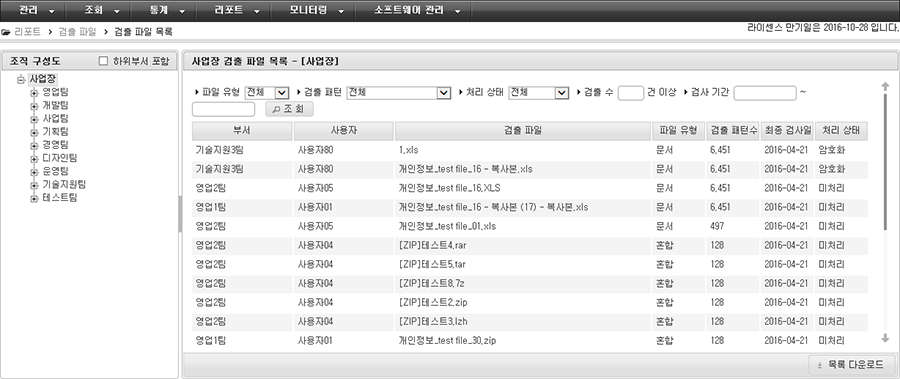 관리 조회 통계 리포트 모니터링 소프트웨어 관리
리포트 검출 파일 검출 파일 목록 라이센스 만기일은 2016-10-28 입니다.
조직 구성도 하위부서 포함
사업장
영업팀
개발팀
사업팀
기획팀
경영팀
디자인팀
운영팀
기술지원팀
테스트팀
사업장 검출 파일 목록 - [사업장]
파일 유형 전체 검출 패턴 전체 처리 상태 전체 검출 수 건 이상 검사 기간 ~
조 회
부서 사용자 검출 파일 파일 유형 검출 패턴수 최종 검사일 처리 상태
기술지원3팀 사용자80 1.xls 문서 6,451 2016-04-21 암호화
기술지원3팀 사용자80 개인정보_test file_16 - 복사본.xls 문서 6,451 2016-04-21 암호화
영업2팀 사용자05 개인정보_test file_16.XLS 문서 6,451 2016-04-21 미처리
영업1팀 사용자01 개인정보_test file_16 - 복사본 (17) - 복사본.xls 문서 6,451 2016-04-21 미처리
영업2팀 사용자05 개인정보_test file_01.xls 문서 497 2016-04-21 미처리
영업2팀 사용자04 [ZIP]테스트4.rar 혼합 128 2016-04-21 미처리
영업2팀 사용자04 [ZIP]테스트5.tar 혼합 128 2016-04-21 미처리
영업2팀 사용자04 [ZIP]테스트8.7z 혼합 128 2016-04-21 미처리
영업2팀 사용자04 [ZIP]테스트2.zip 혼합 128 2016-04-21 미처리
영업2팀 사용자04 [ZIP]테스트3.lzh 혼합 128 2016-04-21 미처리
영업1팀 사용자01 개인정보_test file_30.zip 혼합 128 2016-04-21 미처리
목록 다운로드